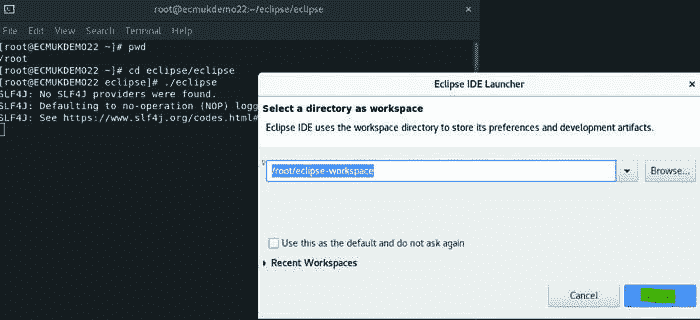 root@ecmukdemo22:~/eclipse/eclipse
File Edit View Search Terminal Help
[root@ECMUKDEMO22 ~]# pwd
/root
[root@ECMUKDEMO22 ~]# cd eclipse/eclipse
[root@ECMUKDEMO22 eclipse]# ./eclipse
SLF4J: No SLF4J providers were found.
SLF4J: Defaulting to no-operation (NOP) logg
SLF4J: See https://www.slf4j.org/codes.html#
Eclipse IDE Launcher
Select a directory as workspace
Eclipse IDE uses the workspace directory to store its preferences and development artifacts.
/root/eclipse-workspace
Browse...
Use this as the default and do not ask again
Recent Workspaces
Cancel